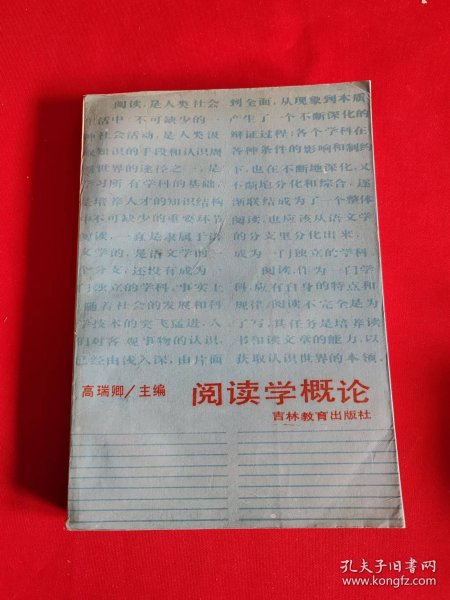 阅读,是人类社会
生活中不可缺少的一
种社会活动,是人类汲
取知识的手段和认识周
围世界的途径之一,是
学习所有学科的基础,
是培养人才的知识结构
中不可缺少的重要环节
阅读,一直是隶属于语
文学的,是语文学的一
个分支,还没有成为一
门独立的学科。事实上
随着社会的发展和科
学技术的突飞猛进,人
们对客观事物的认识,
已经由浅入深,由片面
到全面,从现象到本质,
产生了一个不断深化的
辩证过程;各个学科在
各种条件的影响和制约
下,也在不断地深化,又
不断地分化和综合,逐
渐联结成为了一个整体
阅读,也应该从语文学
的分支里分化出来,
成为一门独立的学科。
阅读,作为一门学
科,应有自身的特点和
规律,阅读不完全是为
了写,其任务是培养读
书和读文章的能力,以
获取认识世界的本领。
高瑞卿/主编
阅读学概论
吉林教育出版社
孔夫子旧书网
www.kongfz.com